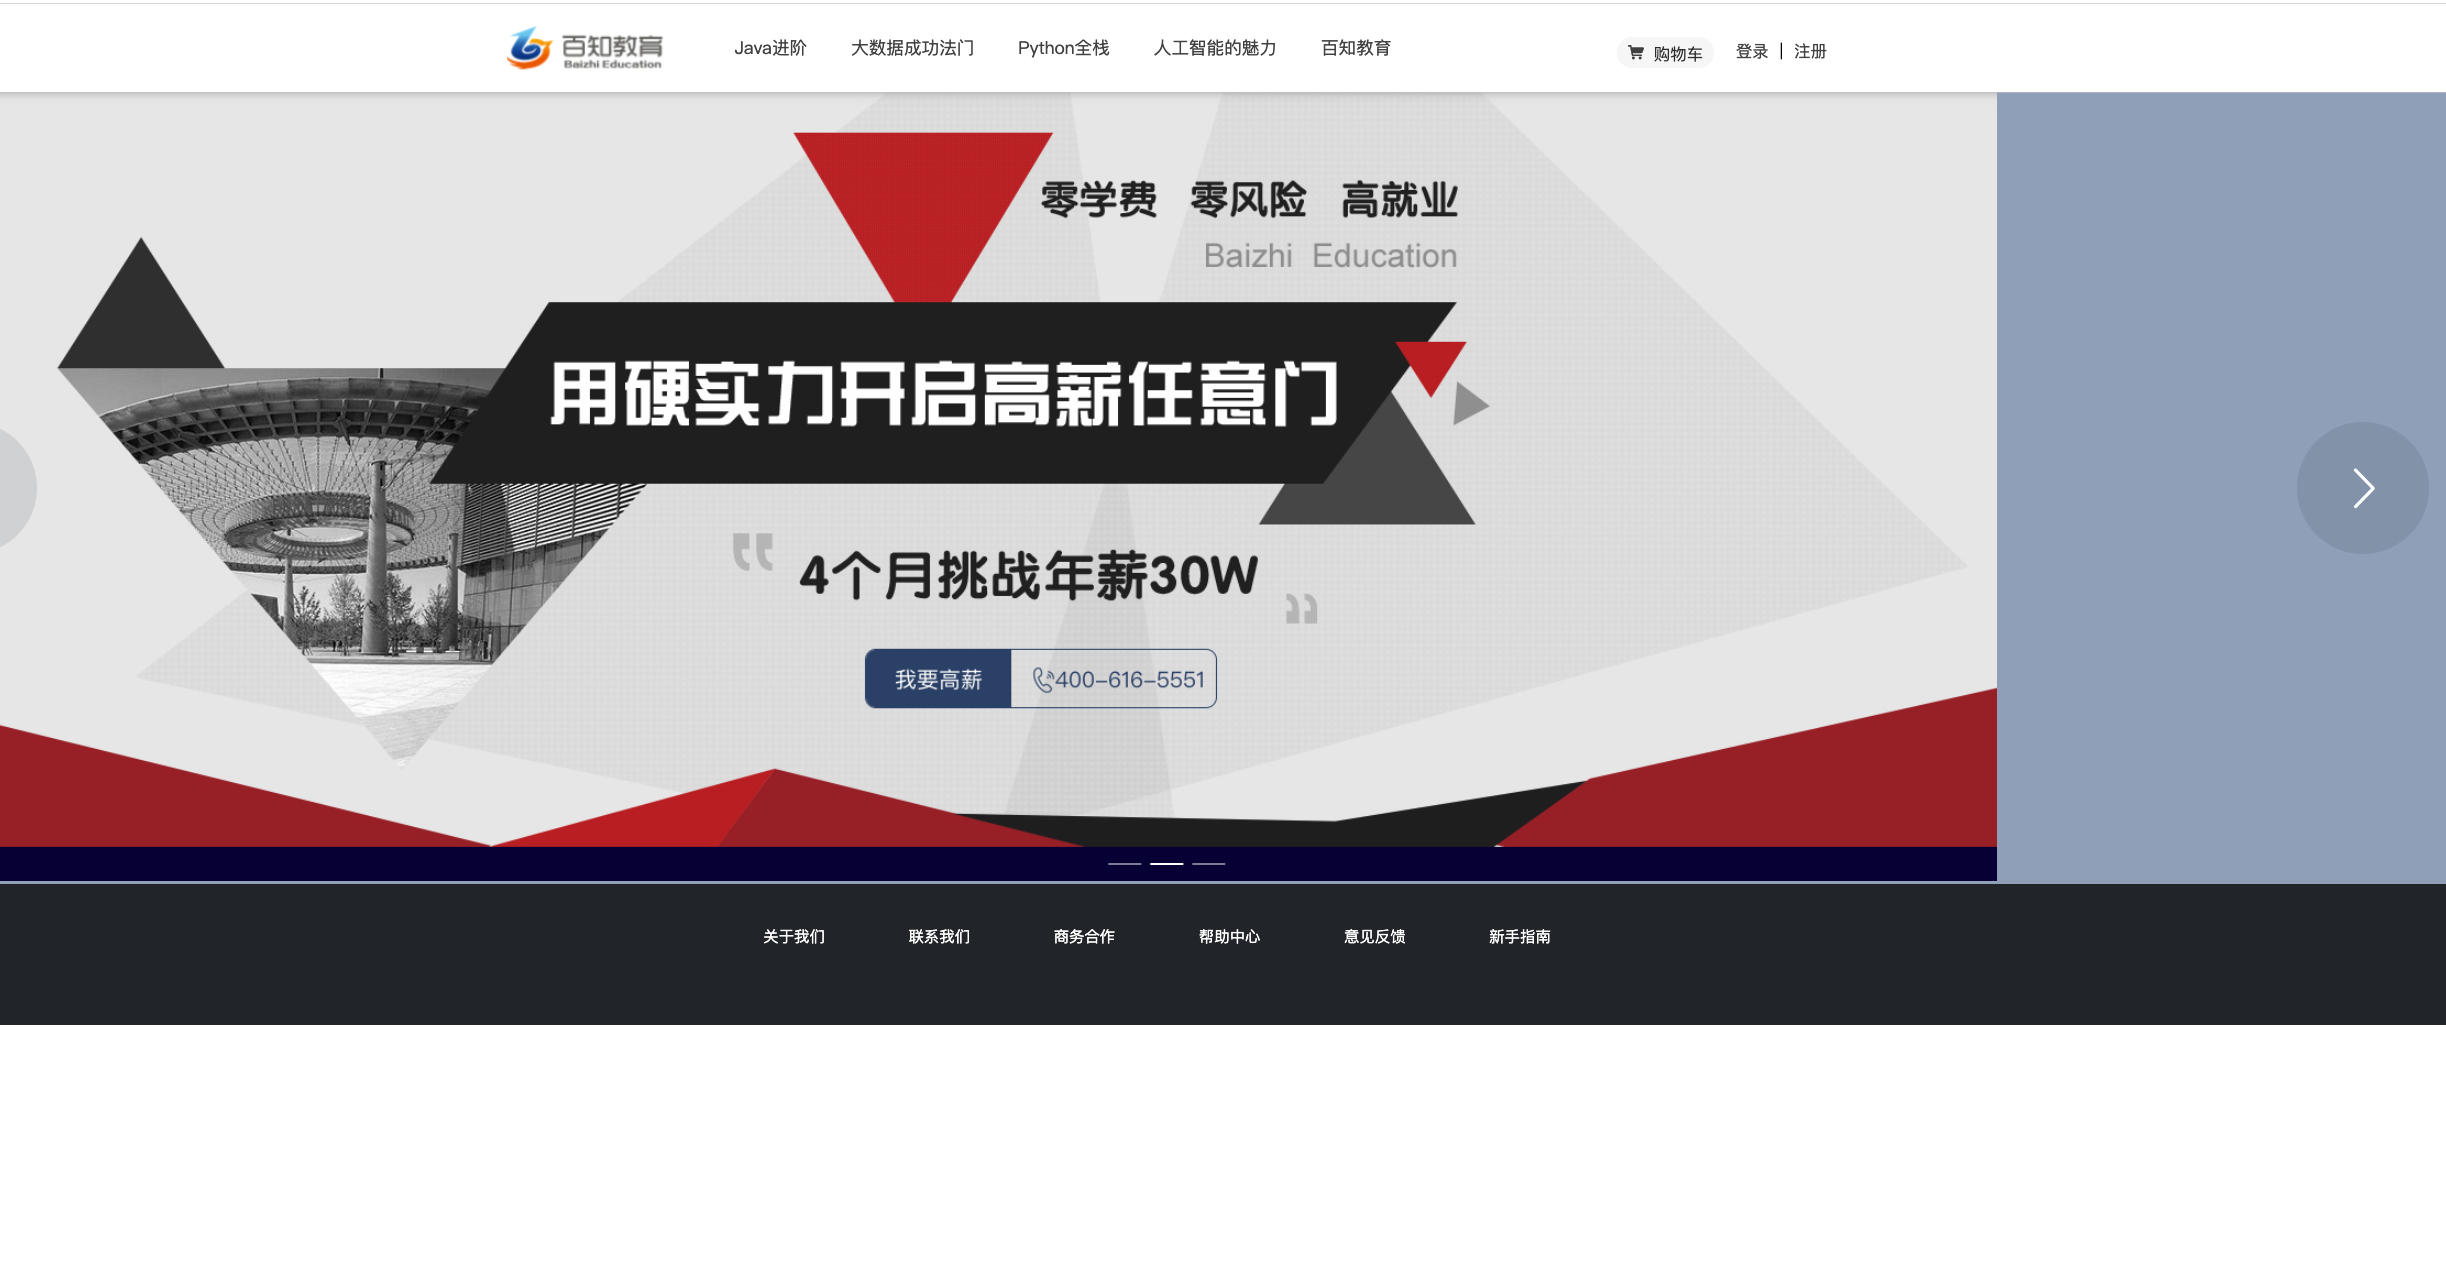 百知教育
Baizhi Education
Java进阶 大数据成功法门 Python全栈 人工智能的魅力 百知教育
购物车 登录 | 注册
零学费 零风险 高就业
Baizhi Education
用硬实力开启高薪任意门
"4个月挑战年薪30W"
我要高薪 400-616-5551
关于我们 联系我们 商务合作 帮助中心 意见反馈 新手指南